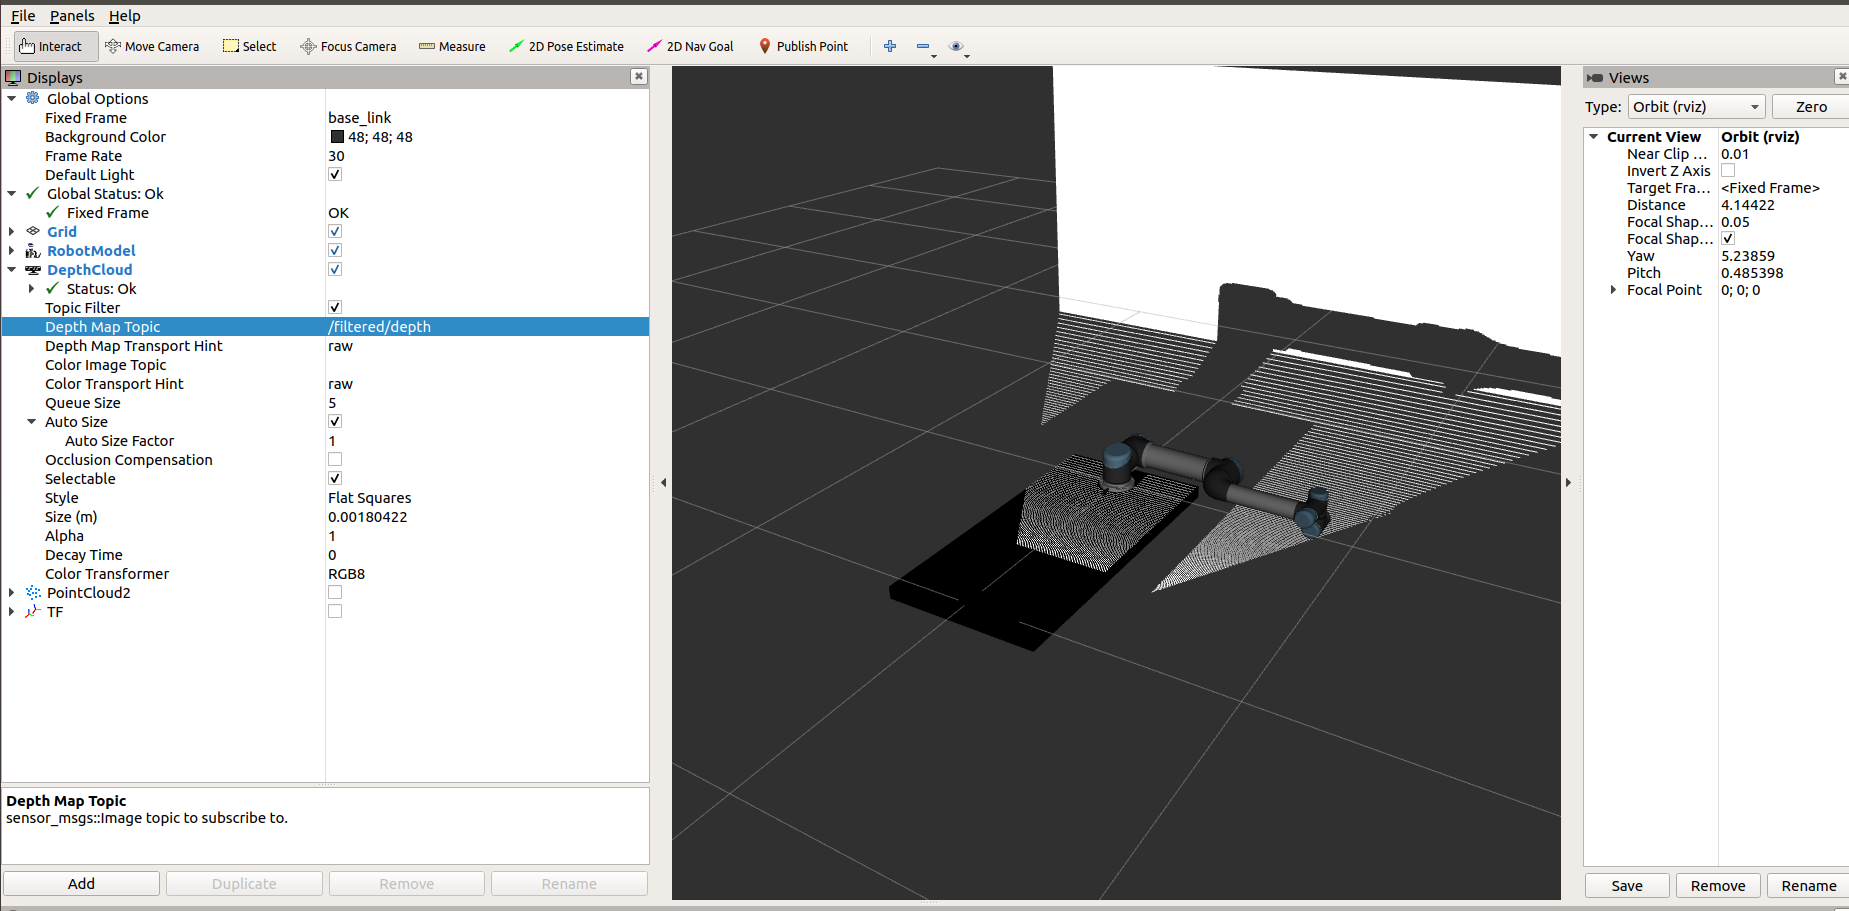 File Panels Help
Interact Move Camera Select Focus Camera Measure 2D Pose Estimate 2D Nav Goal Publish Point
Displays
Global Options
Fixed Frame base_link
Background Color 48; 48; 48
Frame Rate 30
Default Light
Global Status: Ok
Fixed Frame OK
Grid
RobotModel
DepthCloud
Status: Ok
Topic Filter
Depth Map Topic /filtered/depth
Depth Map Transport Hint raw
Color Image Topic
Color Transport Hint raw
Queue Size 5
Auto Size
Auto Size Factor 1
Occlusion Compensation
Selectable
Style Flat Squares
Size (m) 0.00180422
Alpha 1
Decay Time 0
Color Transformer RGB8
PointCloud2
TF
Depth Map Topic
sensor_msgs::Image topic to subscribe to.
Add Duplicate Remove Rename
Views
Type: Orbit (rviz) Zero
Current View Orbit (rviz)
Near Clip ... 0.01
Invert Z Axis
Target Fra... <Fixed Frame>
Distance 4.14422
Focal Shap... 0.05
Focal Shap...
Yaw 5.23859
Pitch 0.485398
Focal Point 0; 0; 0
Save Remove Rename